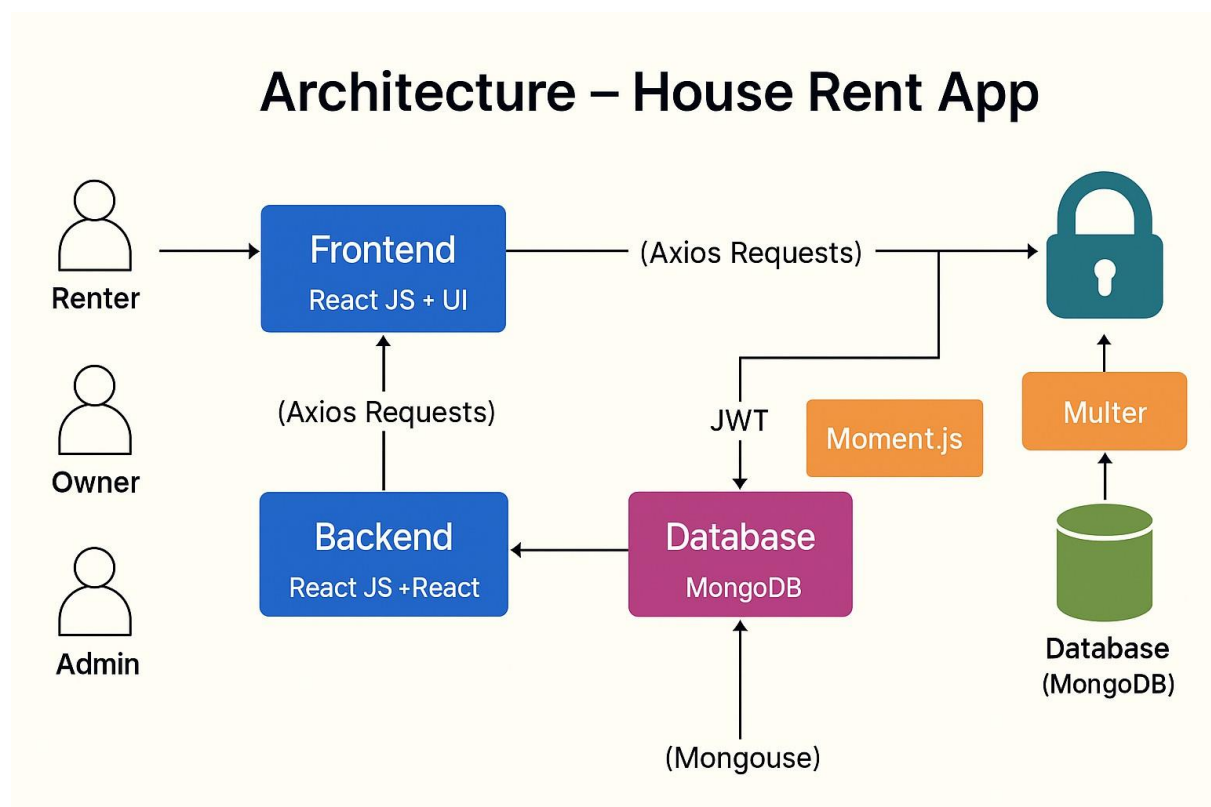 Architecture – House Rent App
Renter
Frontend
React JS + UI
(Axios Requests)
(Axios Requests)
JWT
Moment.js
Multer
Owner
Backend
React JS +React
Database
MongoDB
Admin
Database
(MongoDB)
(Mongouse)